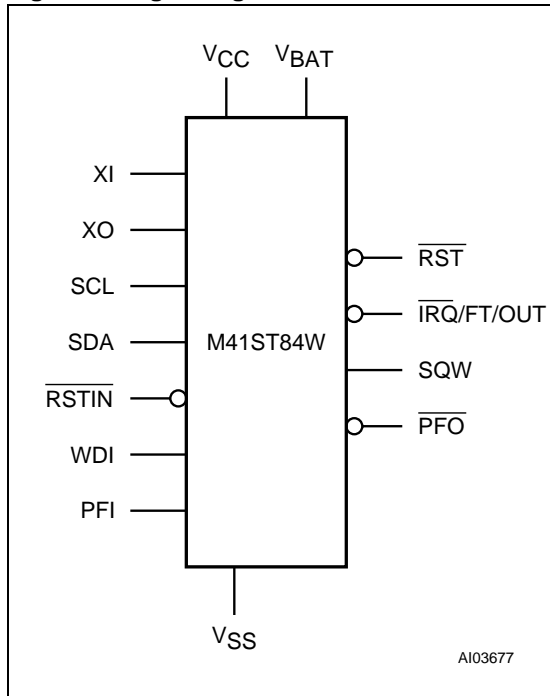 VCC VBAT
XI
XO
SCL
SDA
RSTIN
WDI
PFI
M41ST84W
RST
IRQ/FT/OUT
SQW
PFO
VSS
AI03677